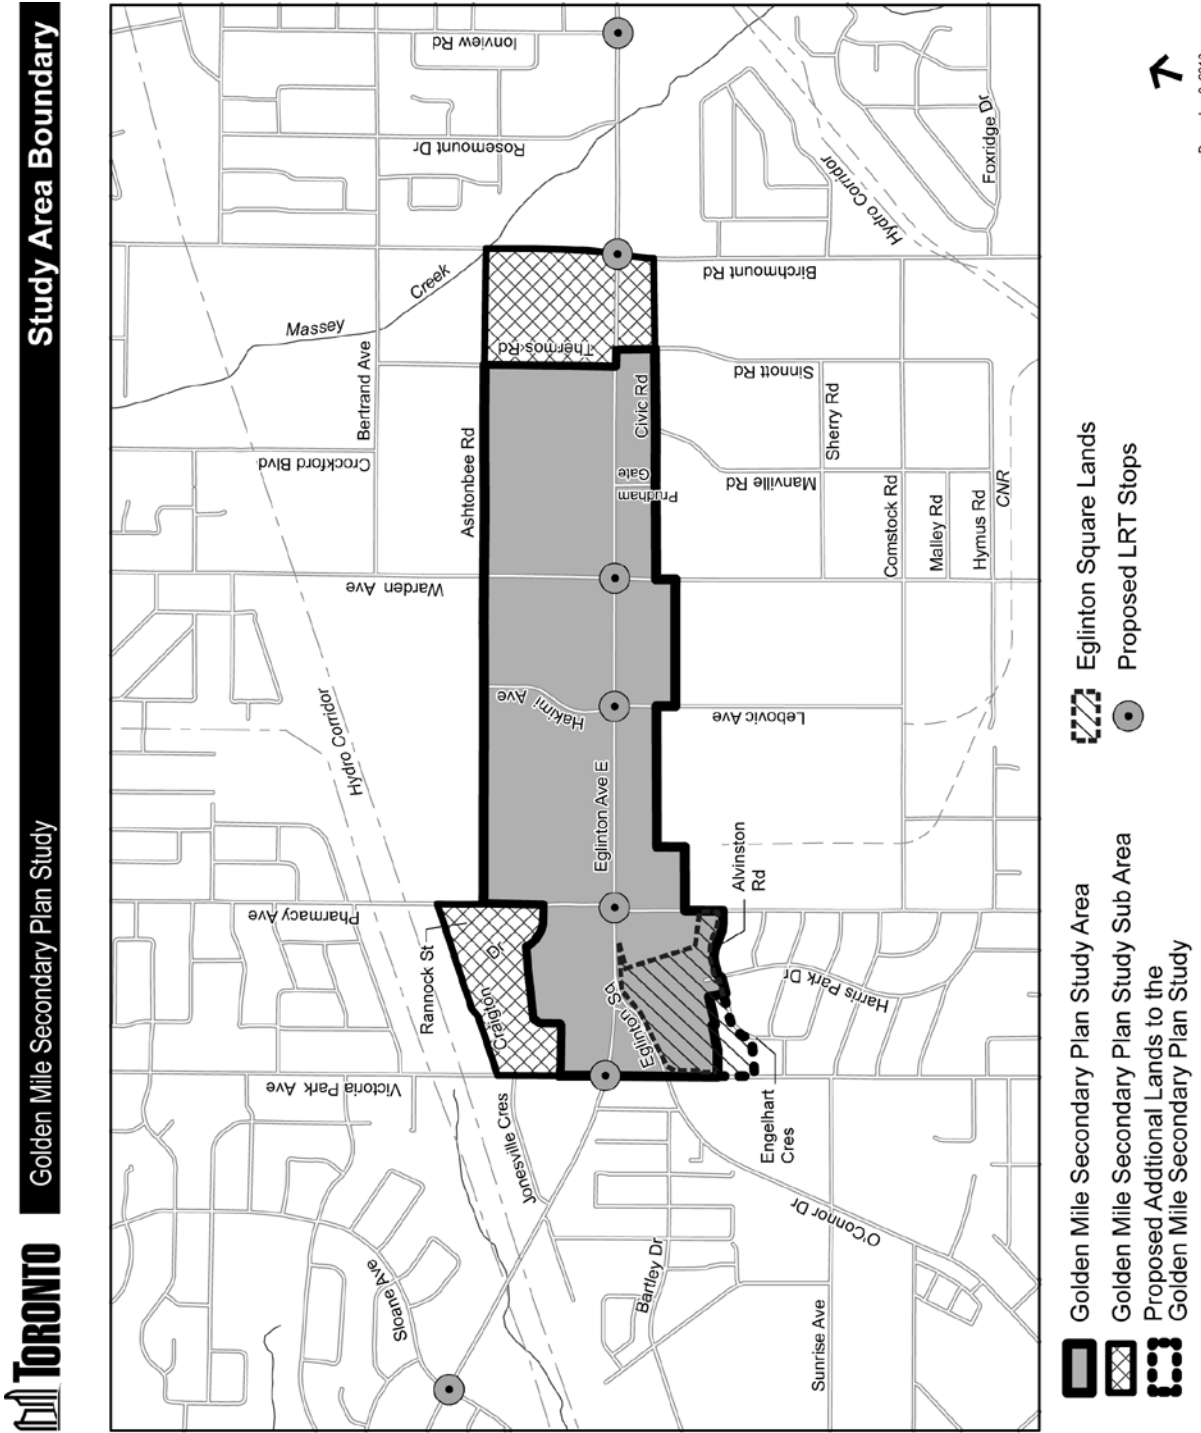 TORONTO
Golden Mile Secondary Plan Study
Study Area Boundary
Ionview Rd
Rosemount Dr
Hydro Corridor
Foxridge Dr
Birchmount Rd
Massey
Creek
Thermos Rd
Bertrand Ave
Sinnott Rd
Civic Rd
Sherry Rd
Crockford Blvd
Ashtonbee Rd
Prudham
Gate
Manville Rd
Comstock Rd
Malley Rd
Hymus Rd
CNR
Warden Ave
Hydro Corridor
Hakimi
Ave
Lebovic Ave
Eglinton Ave E
Alvinston
Rd
Pharmacy Ave
Rannock St
Craigton
Dr
Eglinton Sq
Harris Park Dr
Victoria Park Ave
Engelhart
Cres
Jonesville Cres
O'Connor Dr
Sloane Ave
Bartley Dr
Sunrise Ave
Golden Mile Secondary Plan Study Area
Golden Mile Secondary Plan Study Sub Area
Proposed Addtional Lands to the
Golden Mile Secondary Plan Study
Eglinton Square Lands
Proposed LRT Stops